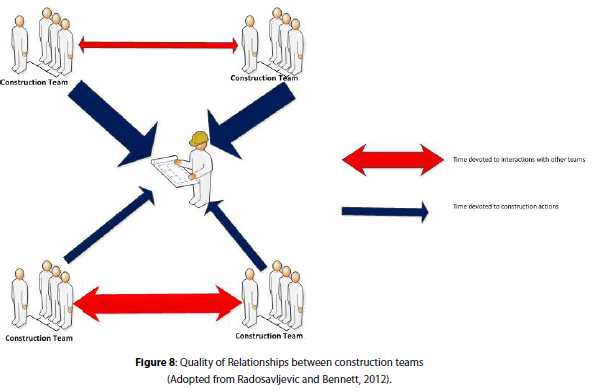 Construction Team
Construction Team
Time devoted to interactions with other teams
Time devoted to construction actions
Construction Team
Construction Team
Figure 8: Quality of Relationships between construction teams
(Adopted from Radosavljevic and Bennett, 2012).